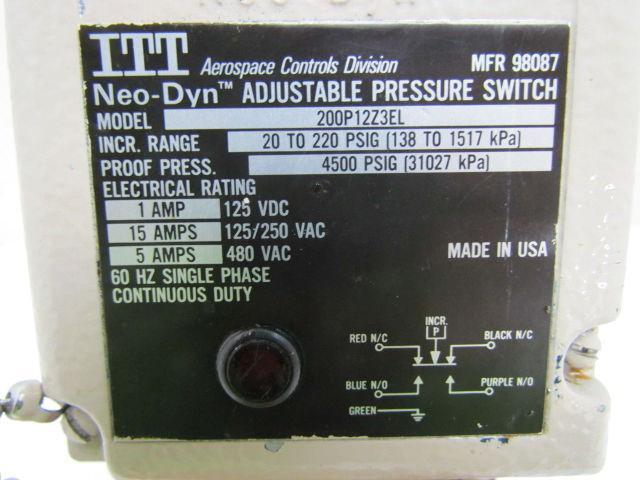 ITT Aerospace Controls Division MFR 98087
Neo-Dyn™ ADJUSTABLE PRESSURE SWITCH
MODEL 200P12Z3EL
INCR. RANGE 20 TO 220 PSIG (138 TO 1517 kPa)
PROOF PRESS. 4500 PSIG (31027 kPa)
ELECTRICAL RATING
1 AMP 125 VDC
15 AMPS 125/250 VAC
5 AMPS 480 VAC
MADE IN USA
60 HZ SINGLE PHASE
CONTINUOUS DUTY
INCR.
P
RED N/C BLACK N/C
BLUE N/O PURPLE N/O
GREEN